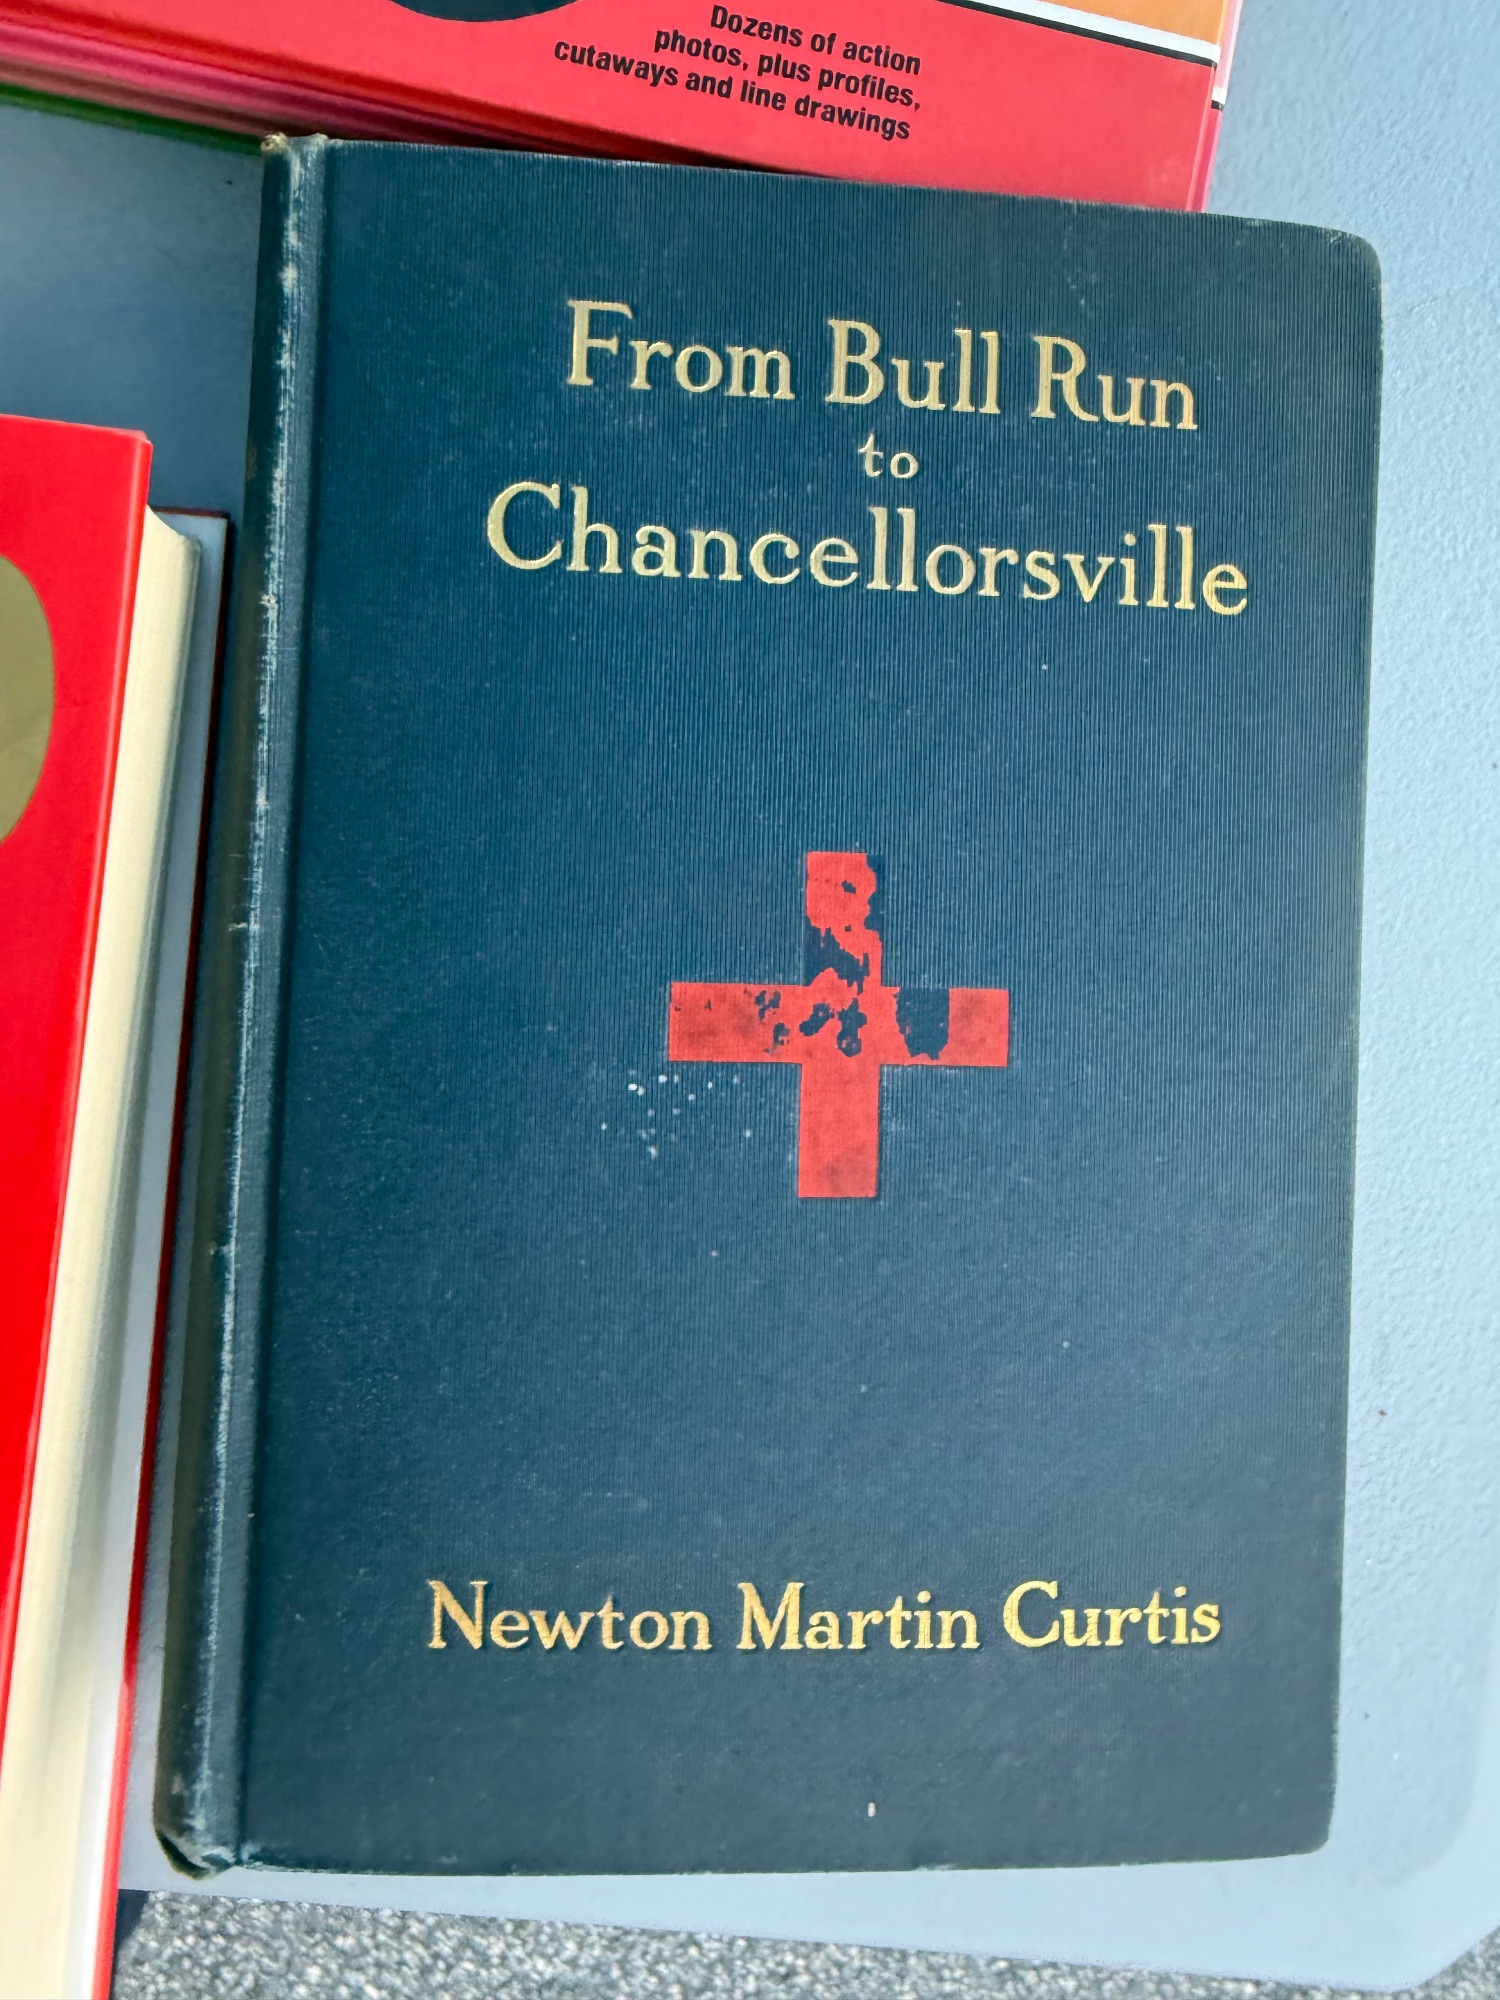 Dozens of action
photos, plus profiles,
cutaways and line drawings
From Bull Run
to
Chancellorsville
Newton Martin Curtis